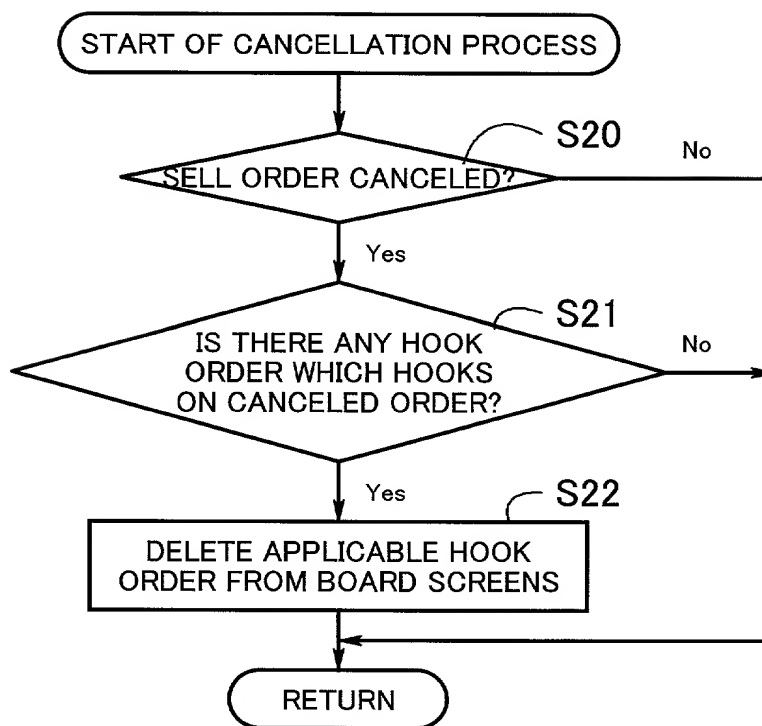 START OF CANCELLATION PROCESS
S20
No
SELL ORDER CANCELED?
Yes
S21
No
IS THERE ANY HOOK
ORDER WHICH HOOKS
ON CANCELED ORDER?
Yes
S22
DELETE APPLICABLE HOOK
ORDER FROM BOARD SCREENS
RETURN